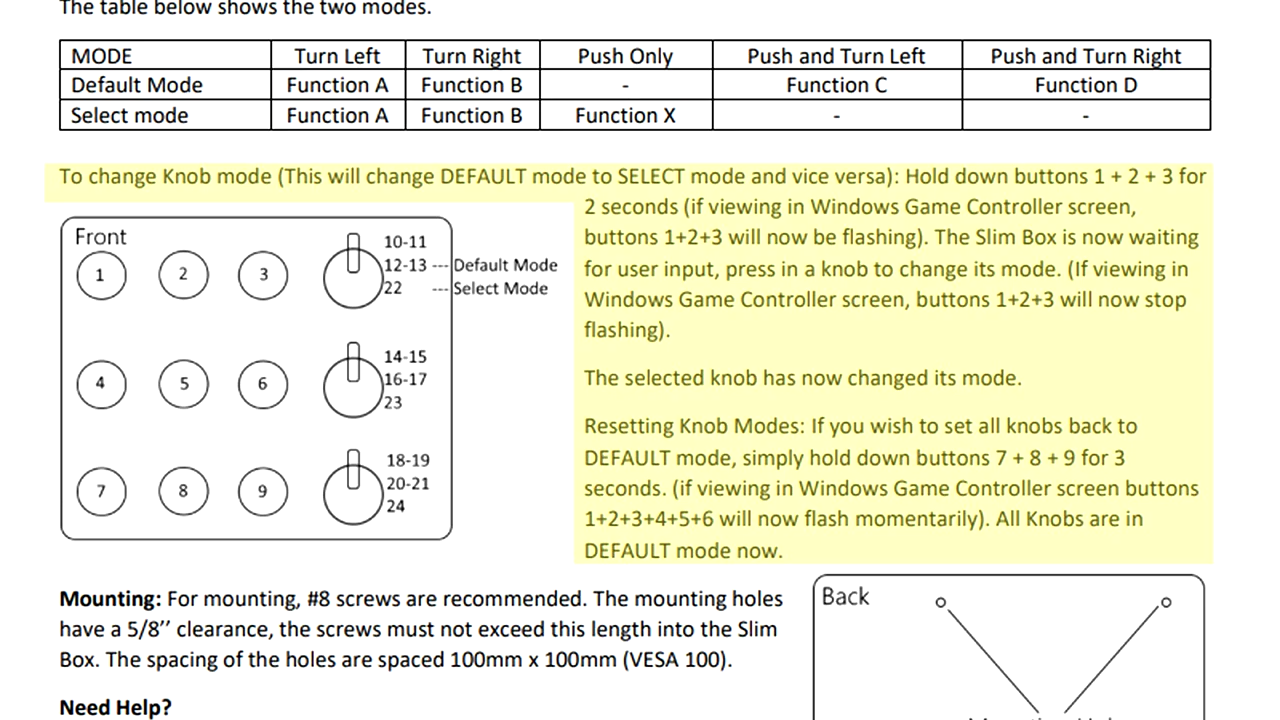 The table below shows the two modes.
MODE Turn Left Turn Right Push Only Push and Turn Left Push and Turn Right
Default Mode Function A Function B - Function C Function D
Select mode Function A Function B Function X - -
To change Knob mode (This will change DEFAULT mode to SELECT mode and vice versa): Hold down buttons 1 + 2 + 3 for
2 seconds (if viewing in Windows Game Controller screen,
buttons 1+2+3 will now be flashing). The Slim Box is now waiting
for user input, press in a knob to change its mode. (If viewing in
Windows Game Controller screen, buttons 1+2+3 will now stop
flashing).
The selected knob has now changed its mode.
Resetting Knob Modes: If you wish to set all knobs back to
DEFAULT mode, simply hold down buttons 7 + 8 + 9 for 3
seconds. (if viewing in Windows Game Controller screen buttons
1+2+3+4+5+6 will now flash momentarily). All Knobs are in
DEFAULT mode now.
Front
10-11
1 2 3 12-13 --- Default Mode
22 --- Select Mode
14-15
4 5 6 16-17
23
18-19
7 8 9 20-21
24
Mounting: For mounting, #8 screws are recommended. The mounting holes
have a 5/8’’ clearance, the screws must not exceed this length into the Slim
Box. The spacing of the holes are spaced 100mm x 100mm (VESA 100).
Need Help?
Back